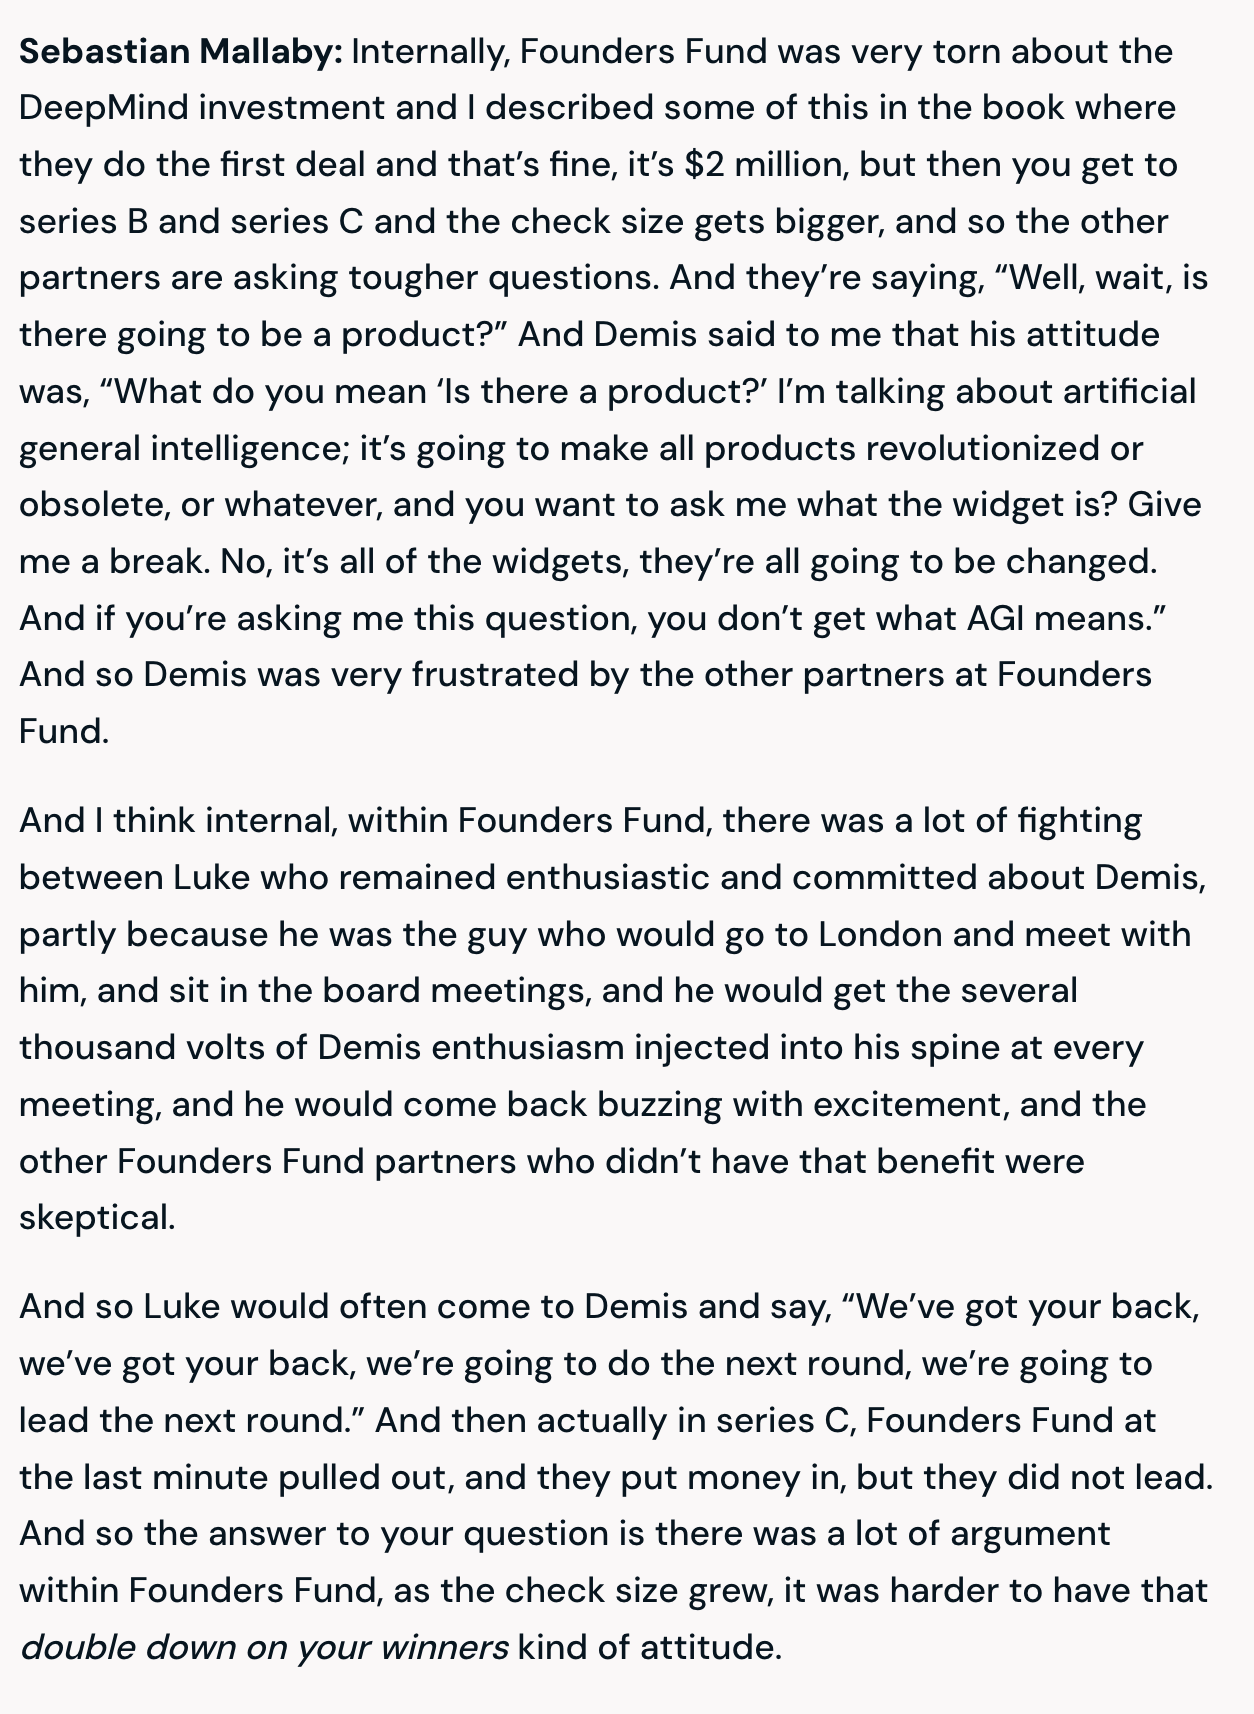 Sebastian Mallaby: Internally, Founders Fund was very torn about the
DeepMind investment and I described some of this in the book where
they do the first deal and that’s fine, it’s $2 million, but then you get to
series B and series C and the check size gets bigger, and so the other
partners are asking tougher questions. And they’re saying, “Well, wait, is
there going to be a product?” And Demis said to me that his attitude
was, “What do you mean ‘Is there a product?’ I’m talking about artificial
general intelligence; it’s going to make all products revolutionized or
obsolete, or whatever, and you want to ask me what the widget is? Give
me a break. No, it’s all of the widgets, they’re all going to be changed.
And if you’re asking me this question, you don’t get what AGI means.”
And so Demis was very frustrated by the other partners at Founders
Fund.
And I think internal, within Founders Fund, there was a lot of fighting
between Luke who remained enthusiastic and committed about Demis,
partly because he was the guy who would go to London and meet with
him, and sit in the board meetings, and he would get the several
thousand volts of Demis enthusiasm injected into his spine at every
meeting, and he would come back buzzing with excitement, and the
other Founders Fund partners who didn’t have that benefit were
skeptical.
And so Luke would often come to Demis and say, “We’ve got your back,
we’ve got your back, we’re going to do the next round, we’re going to
lead the next round.” And then actually in series C, Founders Fund at
the last minute pulled out, and they put money in, but they did not lead.
And so the answer to your question is there was a lot of argument
within Founders Fund, as the check size grew, it was harder to have that
double down on your winners kind of attitude.